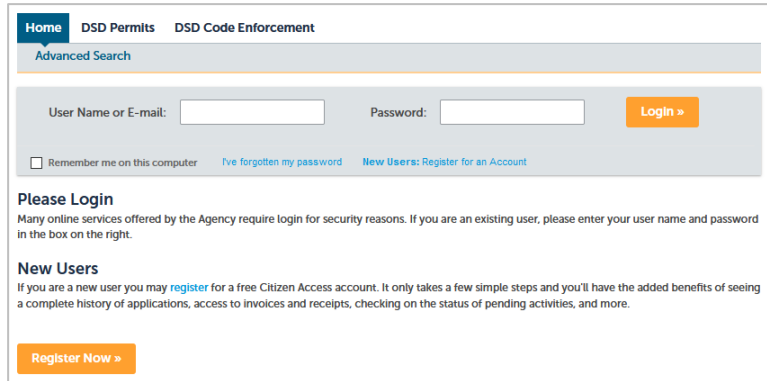 Home DSD Permits DSD Code Enforcement
Advanced Search
User Name or E-mail: Password: Login »
Remember me on this computer I've forgotten my password New Users: Register for an Account
Please Login
Many online services offered by the Agency require login for security reasons. If you are an existing user, please enter your user name and password
in the box on the right.
New Users
If you are a new user you may register for a free Citizen Access account. It only takes a few simple steps and you'll have the added benefits of seeing
a complete history of applications, access to invoices and receipts, checking on the status of pending activities, and more.
Register Now »